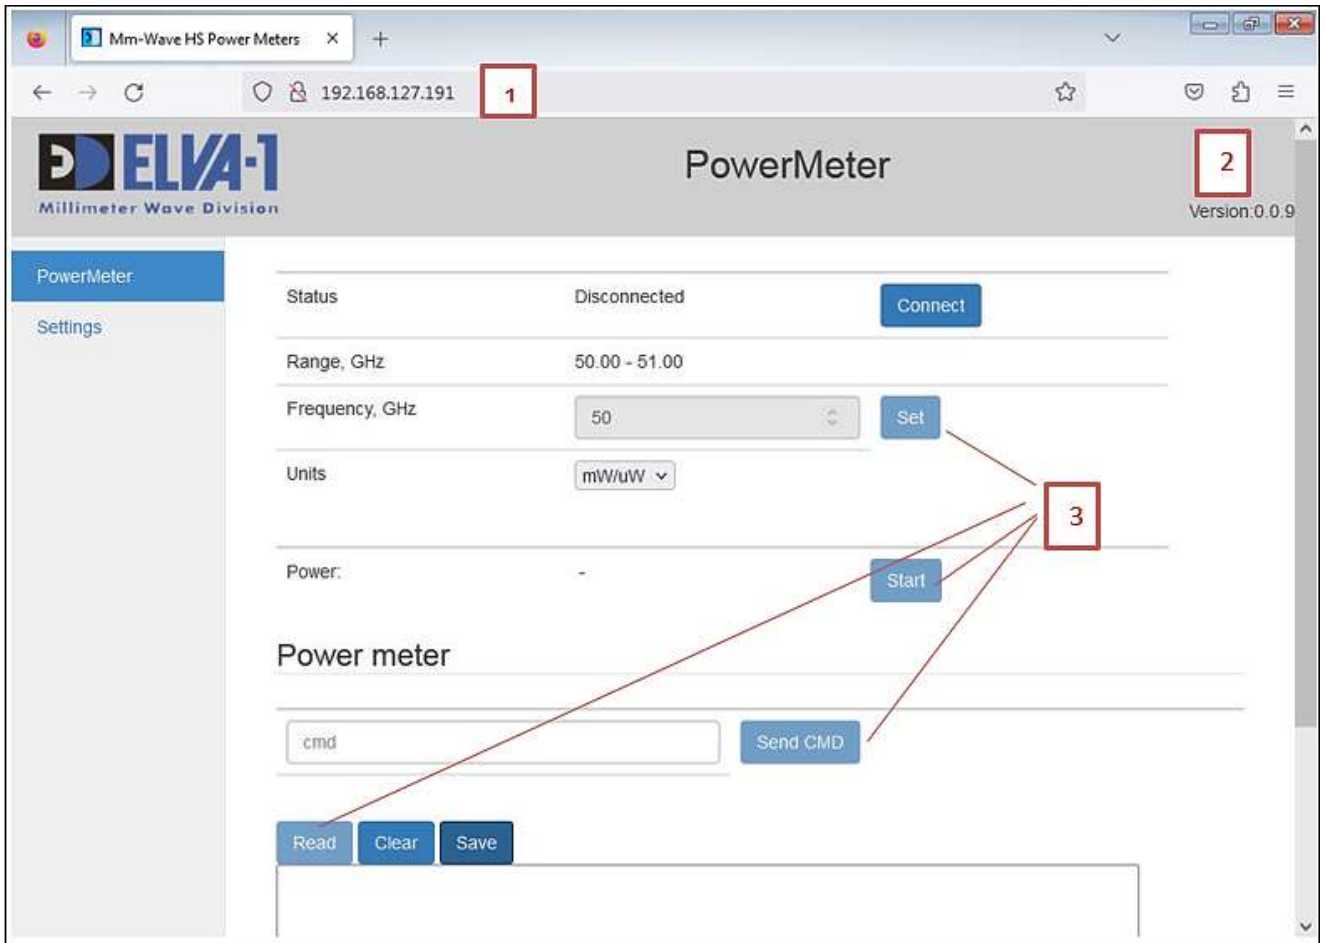 Mm-Wave HS Power Meters
192.168.127.191
1
ELVA-1
Millimeter Wave Division
PowerMeter
2
Version:0.0.9
PowerMeter
Settings
Status Disconnected Connect
Range, GHz 50.00 - 51.00
Frequency, GHz 50 Set
Units mW/uW
3
Power: - Start
Power meter
cmd Send CMD
Read Clear Save